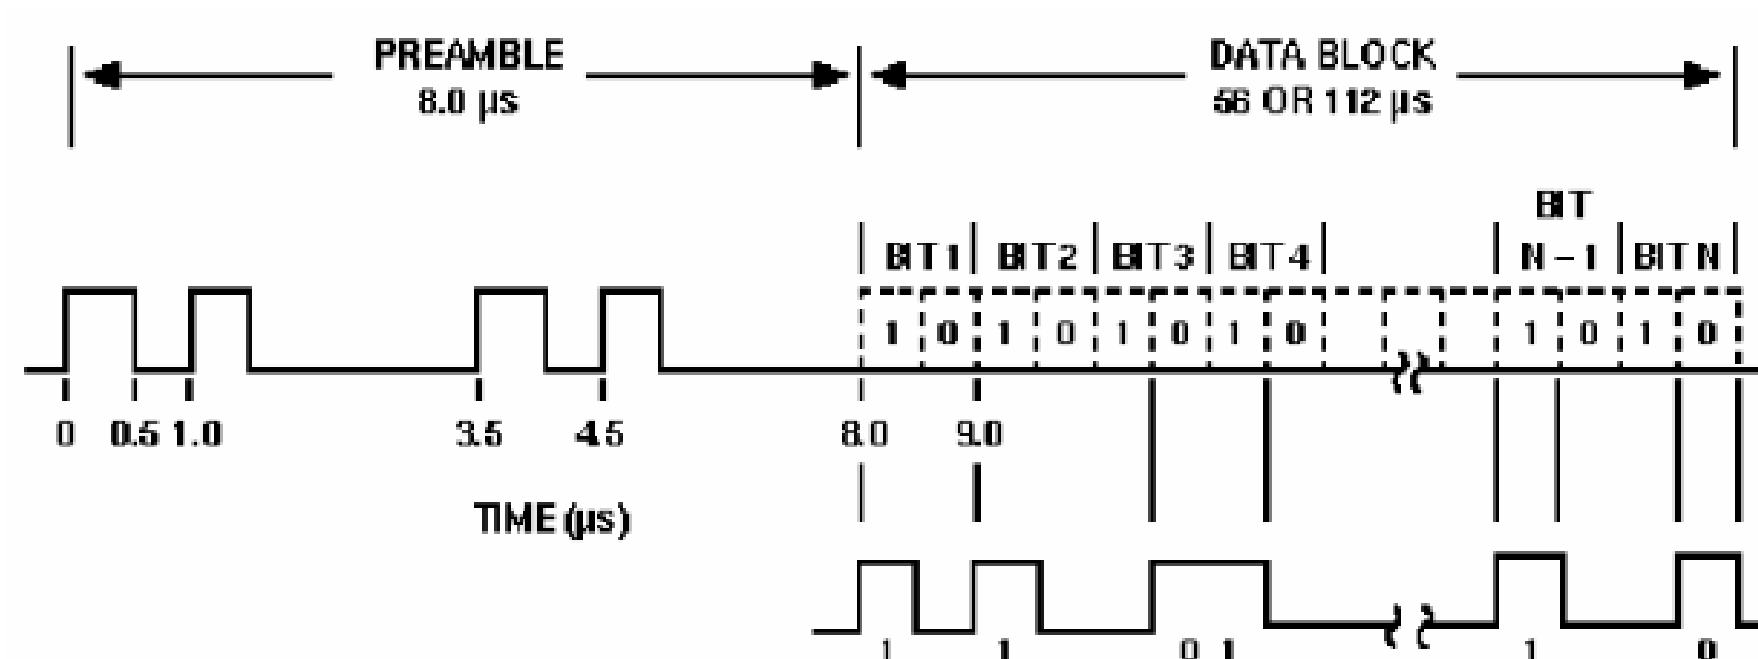 PREAMBLE
8.0 µs
DATA BLOCK
56 OR 112 µs
BIT 1 BIT 2 BIT 3 BIT 4 BIT N - 1 BIT N
1 0 1 0 1 0 1 0 1 0 1 0
0 0.5 1.0 3.5 4.5 8.0 9.0
TIME (µs)
1 1 0 1 1 0